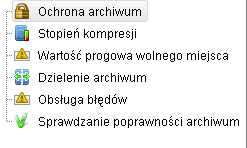 Ochrona archiwum
Stopień kompresji
Wartość progowa wolnego miejsca
Dzielenie archiwum
Obsługa błędów
Sprawdzanie poprawności archiwum